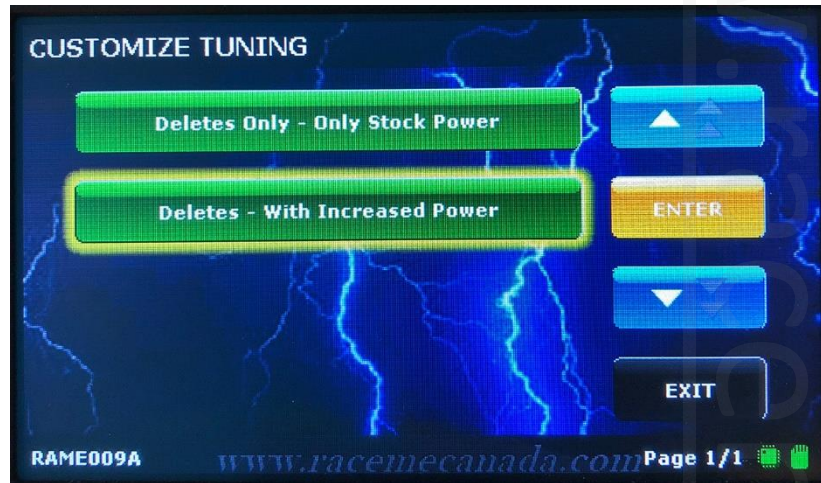 CUSTOMIZE TUNING
Deletes Only - Only Stock Power
Deletes - With Increased Power
ENTER
EXIT
RAME009A
www.racemecanada.com
Page 1/1